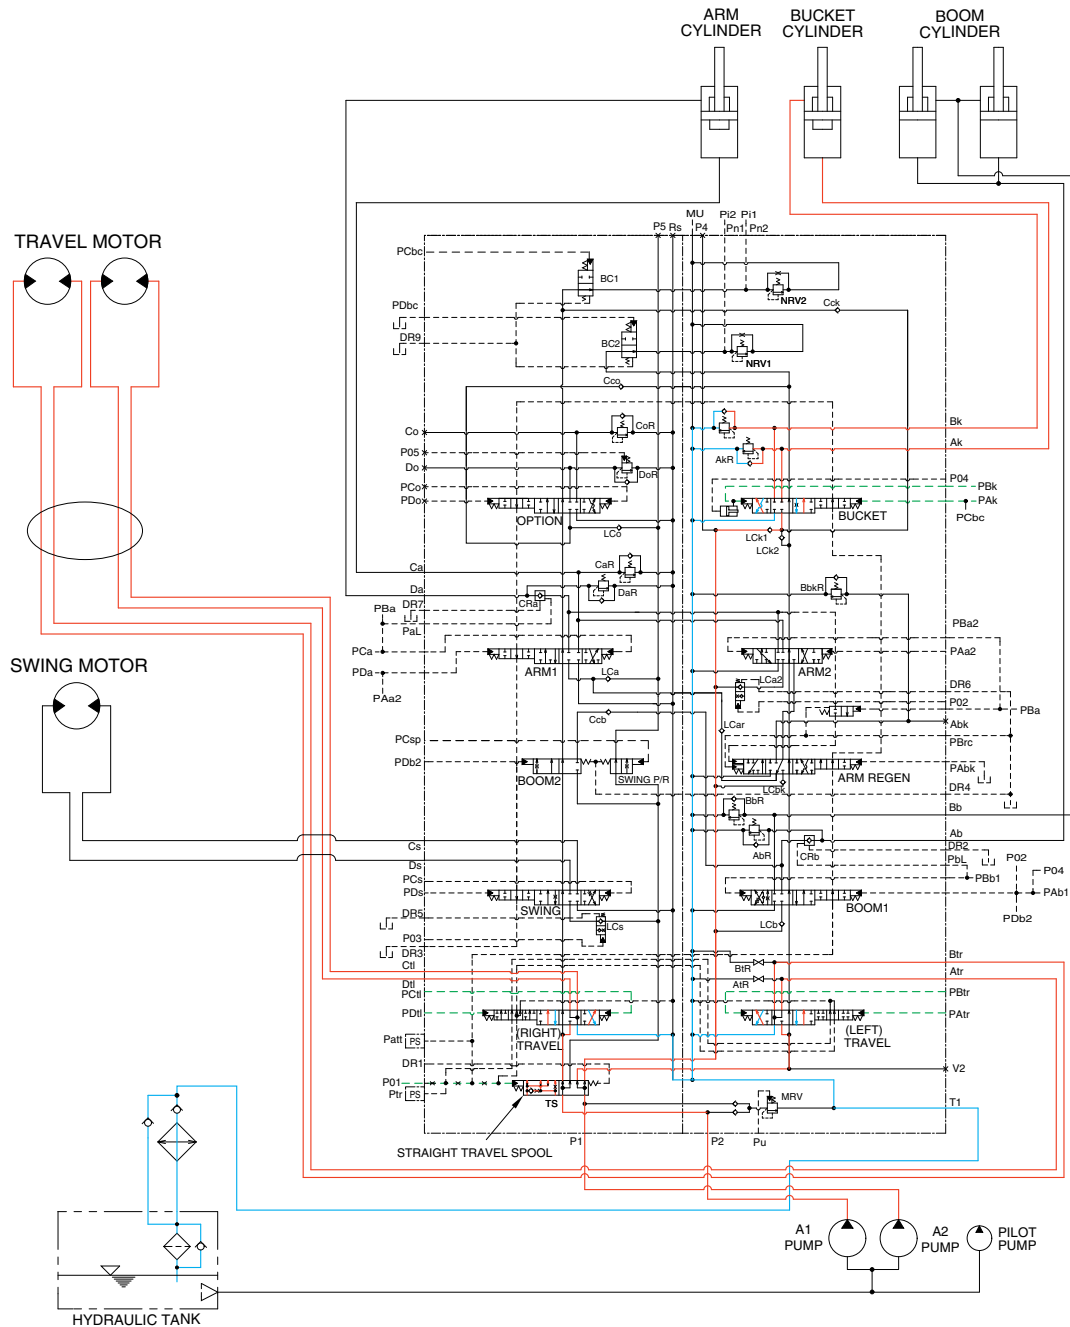 ARM
CYLINDER
BUCKET
CYLINDER
BOOM
CYLINDER
TRAVEL MOTOR
SWING MOTOR
P5 Rs
MU
P4
Pi2
Pn1
Pi1
Pn2
PCbc
BC1
NRV2
Cck
PDbc
DR9
BC2
NRV1
Cco
Co
CoR
P05
Do
DoR
PCo
PDo
OPTION
LCo
Bk
Ak
AkR
P04
PBk
PAk
PCbc
BUCKET
LCk1
LCk2
Ca
CaR
Da
DaR
CRa
DR7
PBa
PaL
PCa
PDa
PAa2
ARM1
LCa
BbkR
PBa2
PAa2
ARM2
LCa2
DR6
P02
PBa
Abk
LCar
Ccb
PCsp
PDb2
BOOM2
SWING P/R
PBrc
PAbk
ARM REGEN
LCbk
DR4
BbR
Bb
AbR
CRb
Ab
DR2
PbL
P02
P04
PBb1
PAb1
PDb2
BOOM1
LCb
Cs
Ds
PCs
PDs
SWING
DR5
LCs
P03
DR3
Ctl
Dtl
PCtl
PDtl
(RIGHT)
TRAVEL
BtR
AtR
Btr
Atr
PBtr
PAtr
(LEFT)
TRAVEL
Patt
PS
DR1
P01
Ptr
PS
TS
V2
MRV
T1
P1
P2
Pu
STRAIGHT TRAVEL SPOOL
A1
PUMP
A2
PUMP
PILOT
PUMP
HYDRAULIC TANK